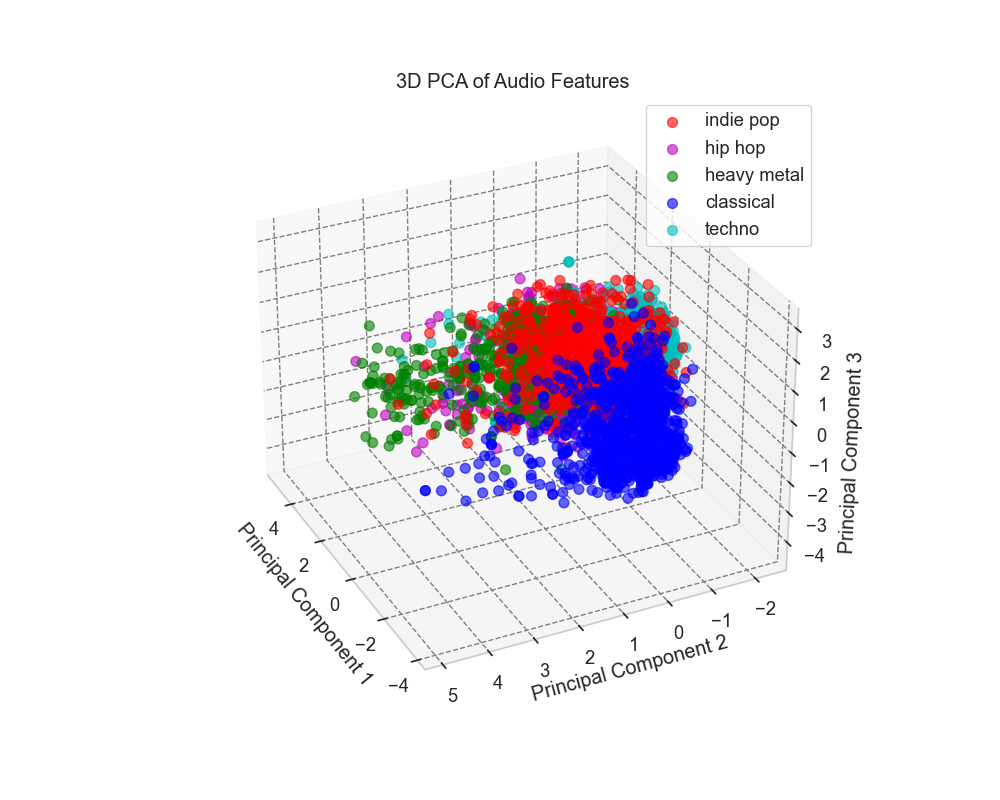 3D PCA of Audio Features
indie pop
hip hop
heavy metal
classical
techno
3
2
1
0
−1
−2
−3
−4
Principal Component 3
4
2
0
−2
−4
Principal Component 1
5
4
3
2
1
0
−1
−2
Principal Component 2